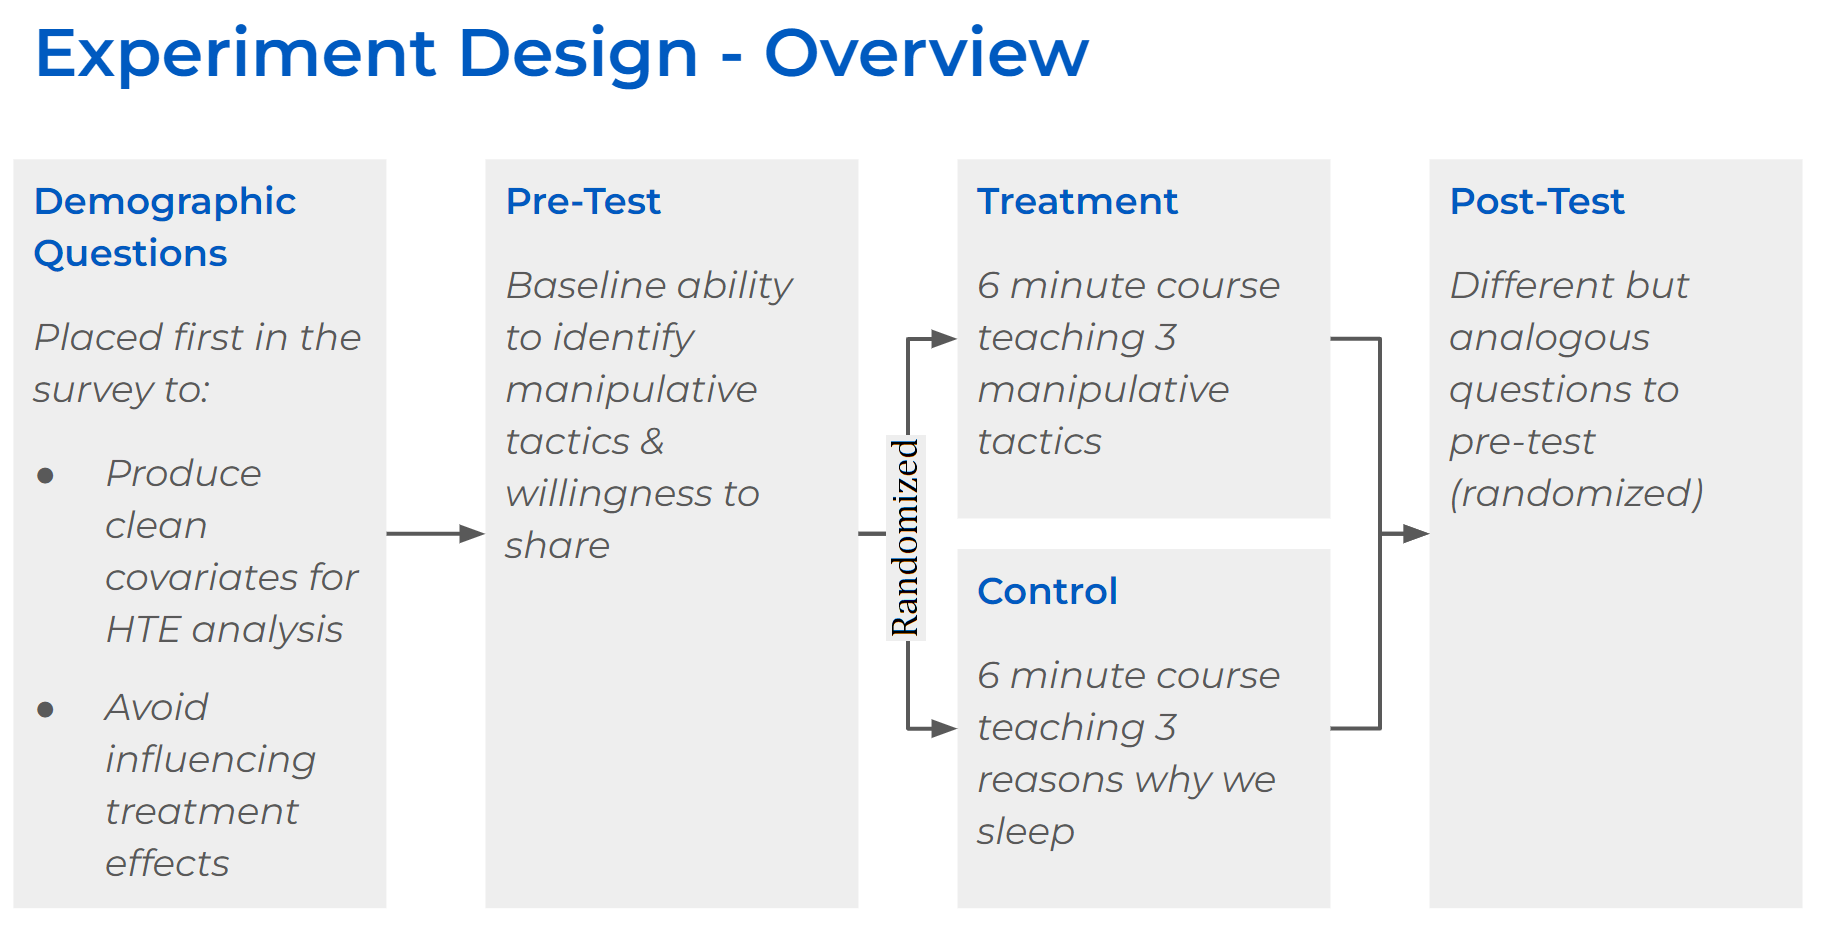 Experiment Design - Overview
Demographic
Questions
Placed first in the
survey to:
● Produce
clean
covariates for
HTE analysis
● Avoid
influencing
treatment
effects
Pre-Test
Baseline ability
to identify
manipulative
tactics &
willingness to
share
Randomized
Treatment
6 minute course
teaching 3
manipulative
tactics
Control
6 minute course
teaching 3
reasons why we
sleep
Post-Test
Different but
analogous
questions to
pre-test
(randomized)